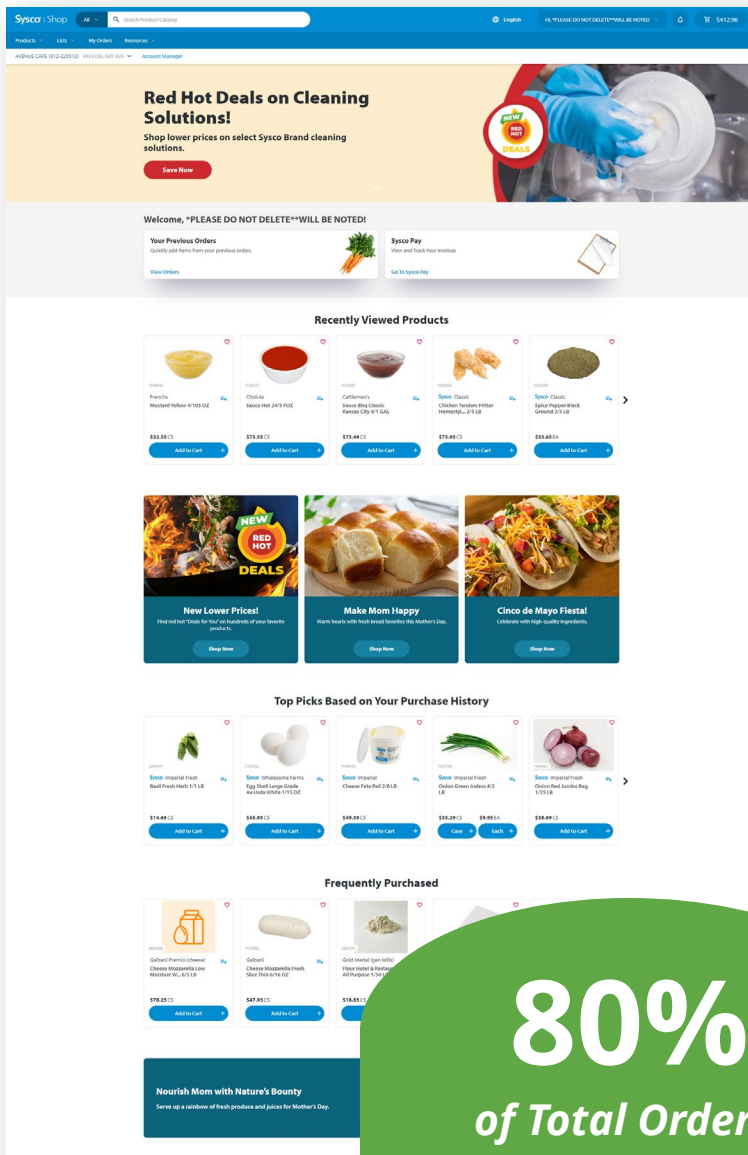 Sysco | Shop
All
Search Product Catalog
English
Hi, *PLEASE DO NOT DELETE**WILL BE NOTED
$412.96
Products
Lists
My Orders
Resources
Account Manager
Red Hot Deals on Cleaning
Solutions!
Shop lower prices on select Sysco Brand cleaning
solutions.
Save Now
NEW
RED
HOT
DEALS
Welcome, *PLEASE DO NOT DELETE**WILL BE NOTED!
Your Previous Orders
Quickly add items from your previous orders
View Orders
Sysco Pay
View and Track Your Invoices
Go To Sysco Pay
Recently Viewed Products
Frenchs
Mustard Yellow 4/105 OZ
$32.55 CS
Add to Cart +
Cholula
Sauce Hot 24/5 FOZ
$73.55 CS
Add to Cart +
Cattlemen's
Sauce Bbq Classic
Kansas City 4/1 GAL
$73.49 CS
Add to Cart +
Sysco Classic
Chicken Tenders Fritter
Homestyl... 2/5 LB
$73.95 CS
Add to Cart +
Sysco Classic
Spice Pepper Black
Ground 3/5 LB
$53.65 EA
Add to Cart +
NEW
RED
HOT
DEALS
New Lower Prices!
Find red hot "Deals for You" on hundreds of your favorite
products.
Shop Now
Make Mom Happy
Warm hearts with fresh bread favorites this Mother's Day.
Shop Now
Cinco de Mayo Fiesta!
Celebrate with high-quality ingredients.
Shop Now
Top Picks Based on Your Purchase History
Sysco Imperial Fresh
Basil Fresh Herb 1/1 LB
$14.65 CS
Add to Cart +
Sysco Wholesome Farms
Egg Shell Large Grade
Aa Usda White 1/15 DZ
$45.95 CS
Add to Cart +
Sysco Imperial
Cheese Feta Pail 2/8 LB
$49.39 CS
Add to Cart +
Sysco Imperial Fresh
Onion Green Iceless 4/2
LB
$33.29 CS $9.95 EA
Case +
Each +
Sysco Imperial Fresh
Onion Red Jumbo Bag
1/25 LB
$38.69 CS
Add to Cart +
Frequently Purchased
Galbani Premio (cheese)
Cheese Mozzarella Low
Moisture W... 6/5 LB
$78.25 CS
Add to Cart +
Galbani
Cheese Mozzarella Fresh
Slice Thin 6/16 OZ
$47.95 CS
Add to Cart +
Gold Medal (gen Mills)
Flour Hotel & Restau
All Purpose 1/50 L
$18.85 CS
Nourish Mom with Nature's Bounty
Serve up a rainbow of fresh produce and juices for Mother's Day.
80%
of Total Order